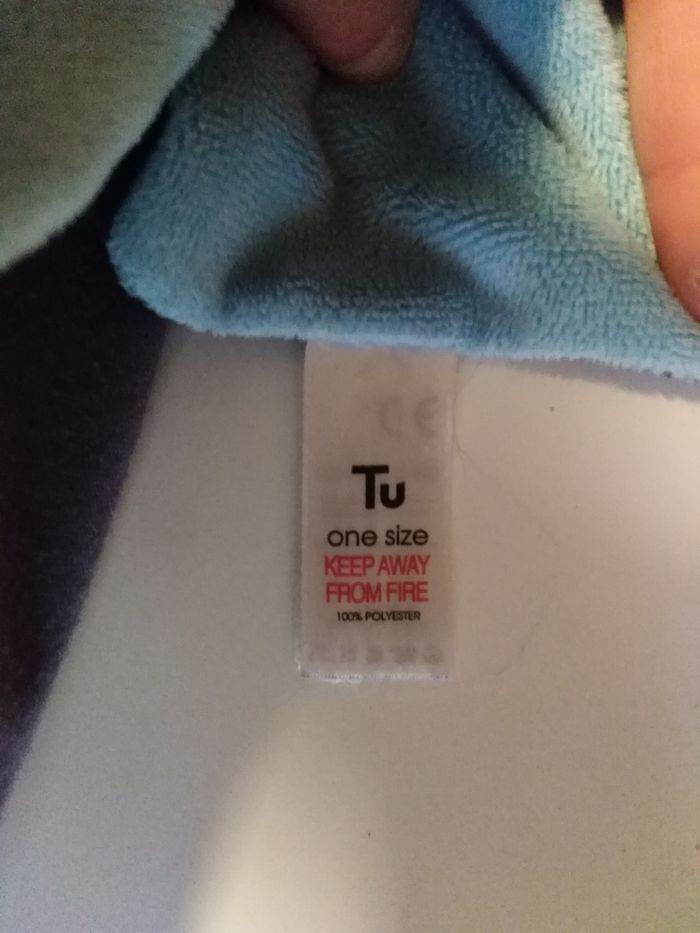 Tu
one size
KEEP AWAY
FROM FIRE
100% POLYESTER